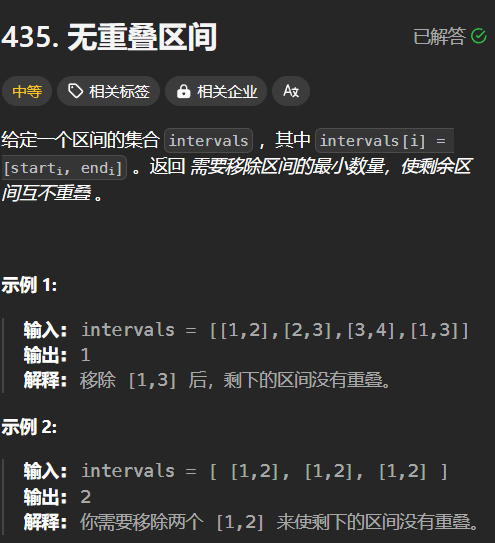 435. 无重叠区间
已解答
中等 相关标签 相关企业 Aあ
给定一个区间的集合 intervals ，其中 intervals[i] =
[starti, endi] 。返回 需要移除区间的最小数量，使剩余区
间互不重叠 。
示例 1:
输入: intervals = [[1,2],[2,3],[3,4],[1,3]]
输出: 1
解释: 移除 [1,3] 后，剩下的区间没有重叠。
示例 2:
输入: intervals = [ [1,2], [1,2], [1,2] ]
输出: 2
解释: 你需要移除两个 [1,2] 来使剩下的区间没有重叠。